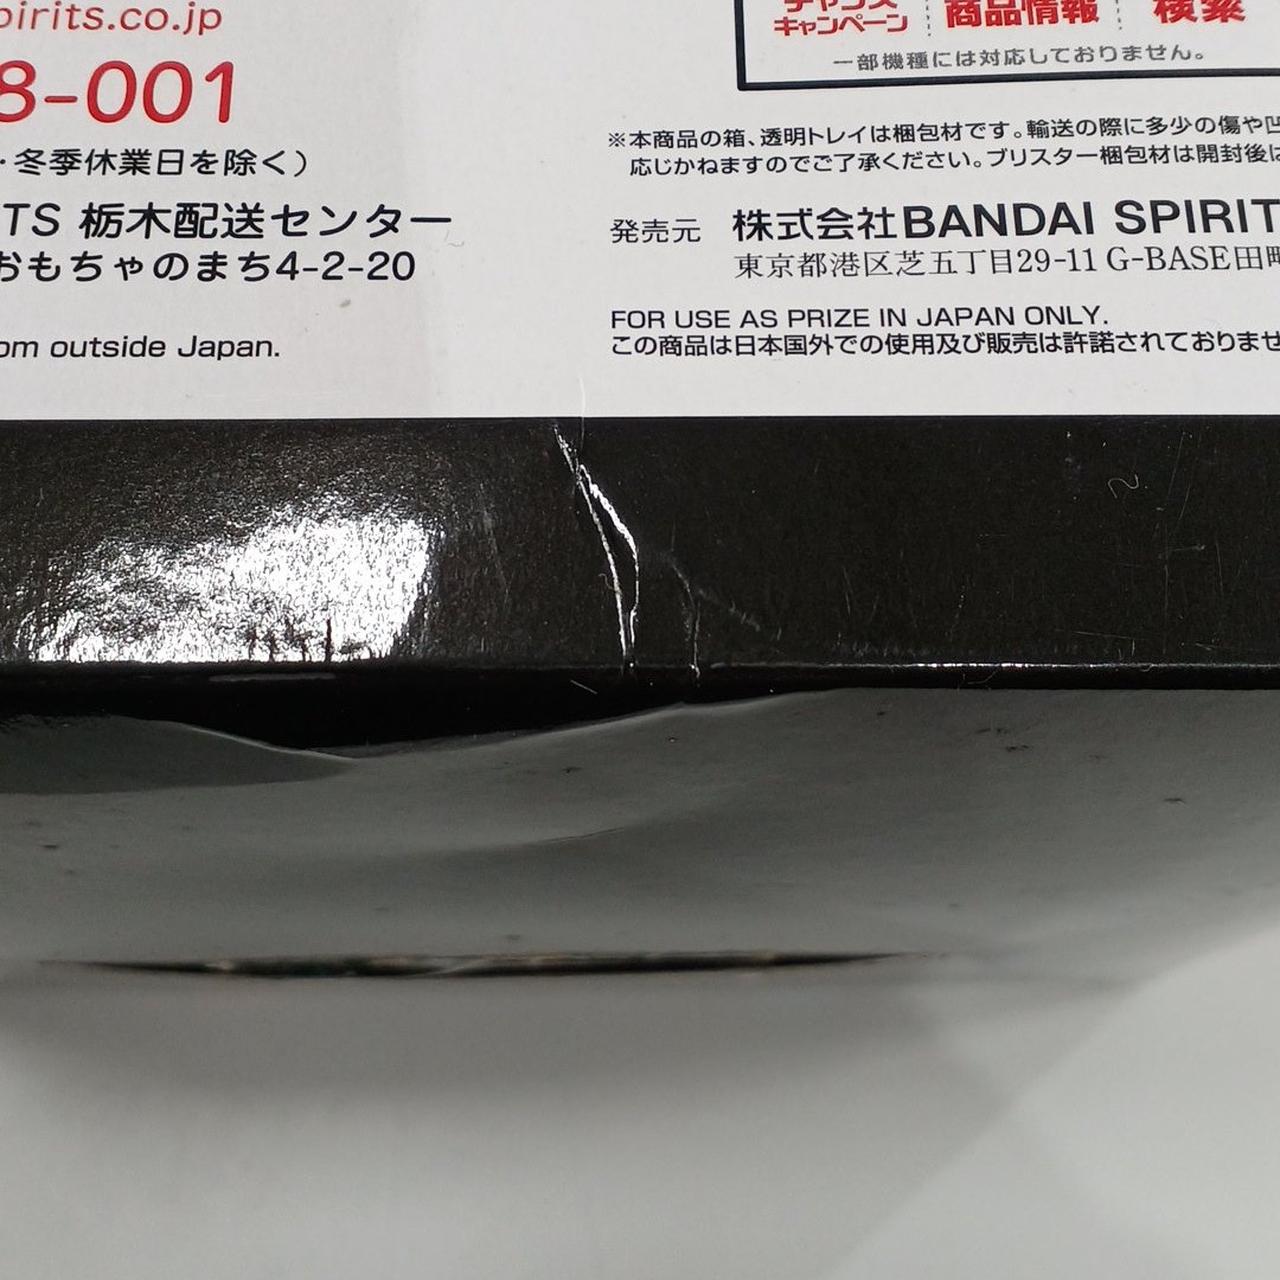 pirits.co.jp
8-001
・冬季休業日を除く）
TS 栃木配送センター
おもちゃのまち4-2-20
om outside Japan.
キャンペーン
商品情報
検索
一部機種には対応しておりません。
※本商品の箱、透明トレイは梱包材です。輸送の際に多少の傷や凹
応じかねますのでご了承ください。ブリスター梱包材は開封後は
発売元 株式会社BANDAI SPIRIT
東京都港区芝五丁目29-11 G-BASE田町
FOR USE AS PRIZE IN JAPAN ONLY.
この商品は日本国外での使用及び販売は許諾されておりませ